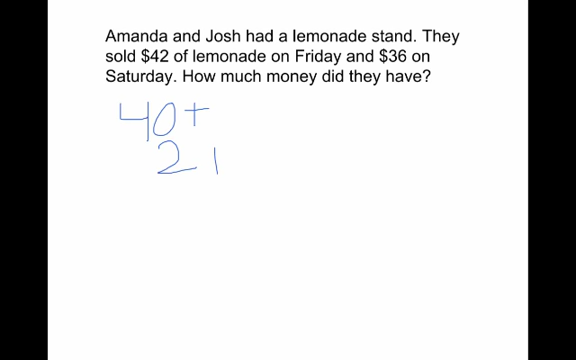 Amanda and Josh had a lemonade stand. They
sold $42 of lemonade on Friday and $36 on
Saturday. How much money did they have?
40+
2